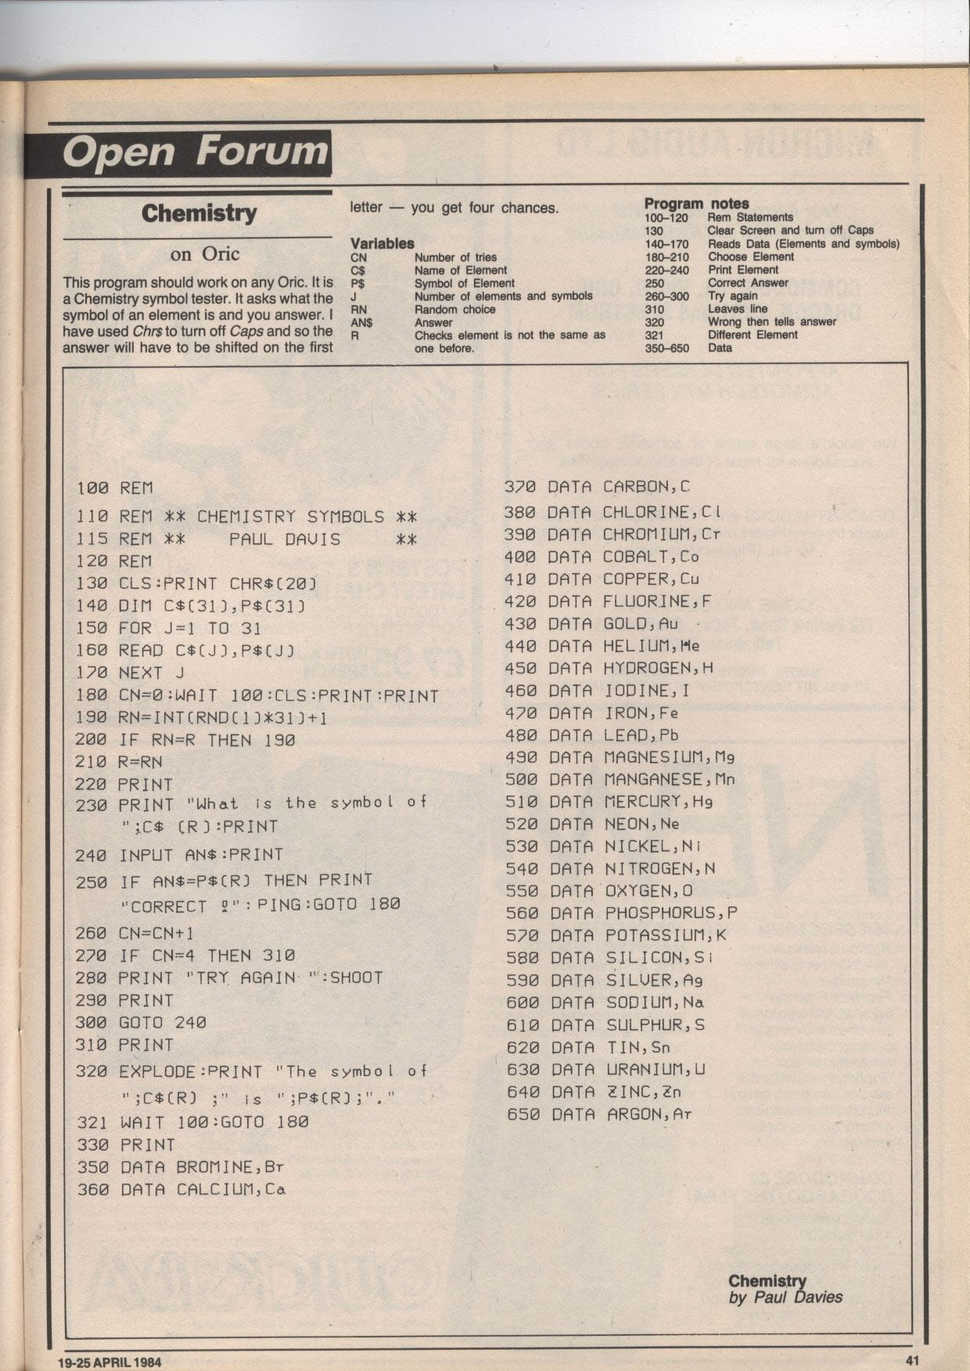 Open Forum
Chemistry
on Oric
This program should work on any Oric. It is
a Chemistry symbol tester. It asks what the
symbol of an element is and you answer. I
have used Chrs to turn off Caps and so the
answer will have to be shifted on the first
letter — you get four chances.
Variables
CN Number of tries
C$ Name of Element
P$ Symbol of Element
J Number of elements and symbols
RN Random choice
AN$ Answer
R Checks element is not the same as
one before.
Program notes
100–120 Rem Statements
130 Clear Screen and turn off Caps
140–170 Reads Data (Elements and symbols)
180–210 Choose Element
220–240 Print Element
250 Correct Answer
260–300 Try again
310 Leaves line
320 Wrong then tells answer
321 Different Element
350–650 Data
100 REM
110 REM ** CHEMISTRY SYMBOLS **
115 REM ** PAUL DAVIS **
120 REM
130 CLS:PRINT CHR$(20)
140 DIM C$(31),P$(31)
150 FOR J=1 TO 31
160 READ C$(J),P$(J)
170 NEXT J
180 CN=0:WAIT 100:CLS:PRINT:PRINT
190 RN=INT(RND(1)*31)+1
200 IF RN=R THEN 190
210 R=RN
220 PRINT
230 PRINT "What is the symbol of
";C$ (R):PRINT
240 INPUT AN$:PRINT
250 IF AN$=P$(R) THEN PRINT
"CORRECT !": PING:GOTO 180
260 CN=CN+1
270 IF CN=4 THEN 310
280 PRINT "TRY AGAIN ":SHOOT
290 PRINT
300 GOTO 240
310 PRINT
320 EXPLODE:PRINT "The symbol of
";C$(R) ;" is ";P$(R);"."
321 WAIT 100:GOTO 180
330 PRINT
350 DATA BROMINE,Br
360 DATA CALCIUM,Ca
370 DATA CARBON,C
380 DATA CHLORINE,Cl
390 DATA CHROMIUM,Cr
400 DATA COBALT,Co
410 DATA COPPER,Cu
420 DATA FLUORINE,F
430 DATA GOLD,Au
440 DATA HELIUM,He
450 DATA HYDROGEN,H
460 DATA IODINE,I
470 DATA IRON,Fe
480 DATA LEAD,Pb
490 DATA MAGNESIUM,Mg
500 DATA MANGANESE,Mn
510 DATA MERCURY,Hg
520 DATA NEON,Ne
530 DATA NICKEL,Ni
540 DATA NITROGEN,N
550 DATA OXYGEN,O
560 DATA PHOSPHORUS,P
570 DATA POTASSIUM,K
580 DATA SILICON,Si
590 DATA SILVER,Ag
600 DATA SODIUM,Na
610 DATA SULPHUR,S
620 DATA TIN,Sn
630 DATA URANIUM,U
640 DATA ZINC,Zn
650 DATA ARGON,Ar
Chemistry
by Paul Davies
19-25 APRIL 1984
41